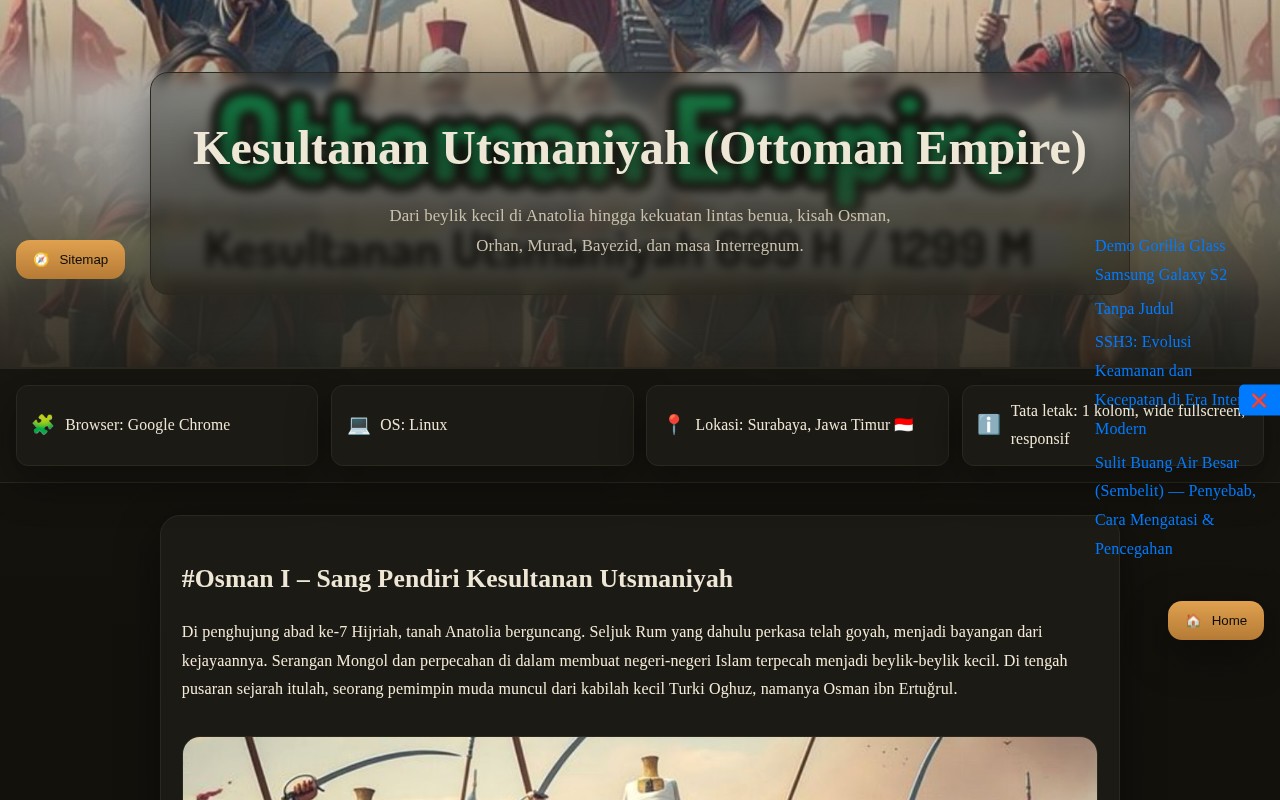 Ottoman Empire
Kesultanan Utsmaniyah (Ottoman Empire)
Dari beylik kecil di Anatolia hingga kekuatan lintas benua, kisah Osman,
Orhan, Murad, Bayezid, dan masa Interregnum.
Kesultanan
H / 1299 M
🧭 Sitemap
Demo Gorilla Glass
Samsung Galaxy S2
Tanpa Judul
SSH3: Evolusi
Keamanan dan
Kecepatan di Era
Modern
Sulit Buang Air Besar
(Sembelit) — Penyebab,
Cara Mengatasi &
Pencegahan
❌
🧩 Browser: Google Chrome
💻 OS: Linux
📍 Lokasi: Surabaya, Jawa Timur 🇮🇩
ℹ️ Tata letak: 1 kolom, wide fullscreen,
responsif
#Osman I – Sang Pendiri Kesultanan Utsmaniyah
Di penghujung abad ke-7 Hijriah, tanah Anatolia berguncang. Seljuk Rum yang dahulu perkasa telah goyah, menjadi bayangan dari
kejayaannya. Serangan Mongol dan perpecahan di dalam membuat negeri-negeri Islam terpecah menjadi beylik-beylik kecil. Di tengah
pusaran sejarah itulah, seorang pemimpin muda muncul dari kabilah kecil Turki Oghuz, namanya Osman ibn Ertuğrul.
🏠 Home